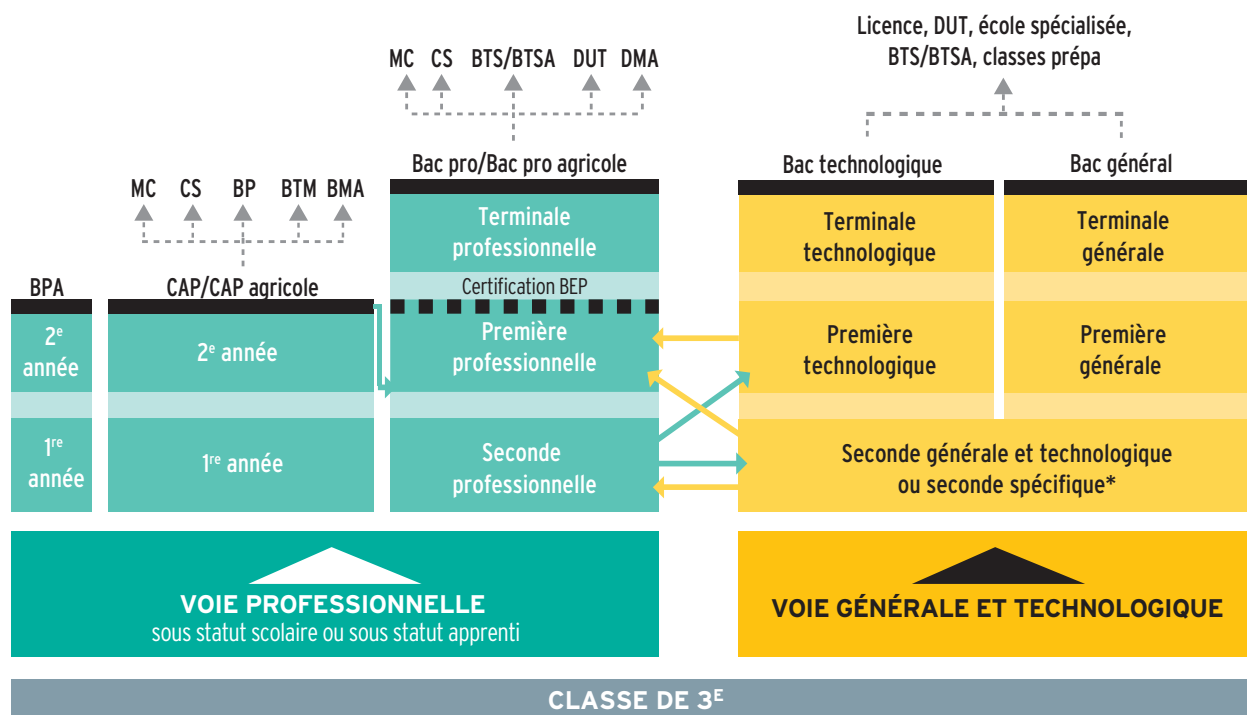 Licence, DUT, école spécialisée,
BTS/BTSA, classes prépa
MC CS BTS/BTSA DUT DMA
Bac pro/Bac pro agricole
Bac technologique
Bac général
MC CS BP BTM BMA
Terminale
professionnelle
Terminale
technologique
Terminale
générale
BPA
CAP/CAP agricole
Certification BEP
2e
année
2e année
Première
professionnelle
Première
technologique
Première
générale
1re
année
1re année
Seconde
professionnelle
Seconde générale et technologique
ou seconde spécifique*
VOIE PROFESSIONNELLE
sous statut scolaire ou sous statut apprenti
VOIE GÉNÉRALE ET TECHNOLOGIQUE
CLASSE DE 3E